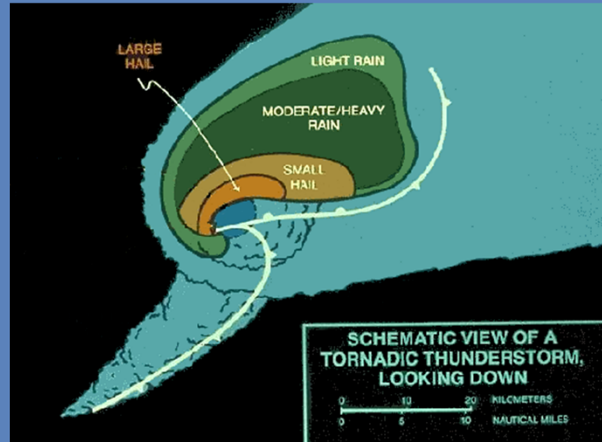 LARGE
HAIL
LIGHT RAIN
MODERATE/HEAVY
RAIN
SMALL
HAIL
SCHEMATIC VIEW OF A
TORNADIC THUNDERSTORM,
LOOKING DOWN
0 10 20 KILOMETERS
0 5 10 NAUTICAL MILES